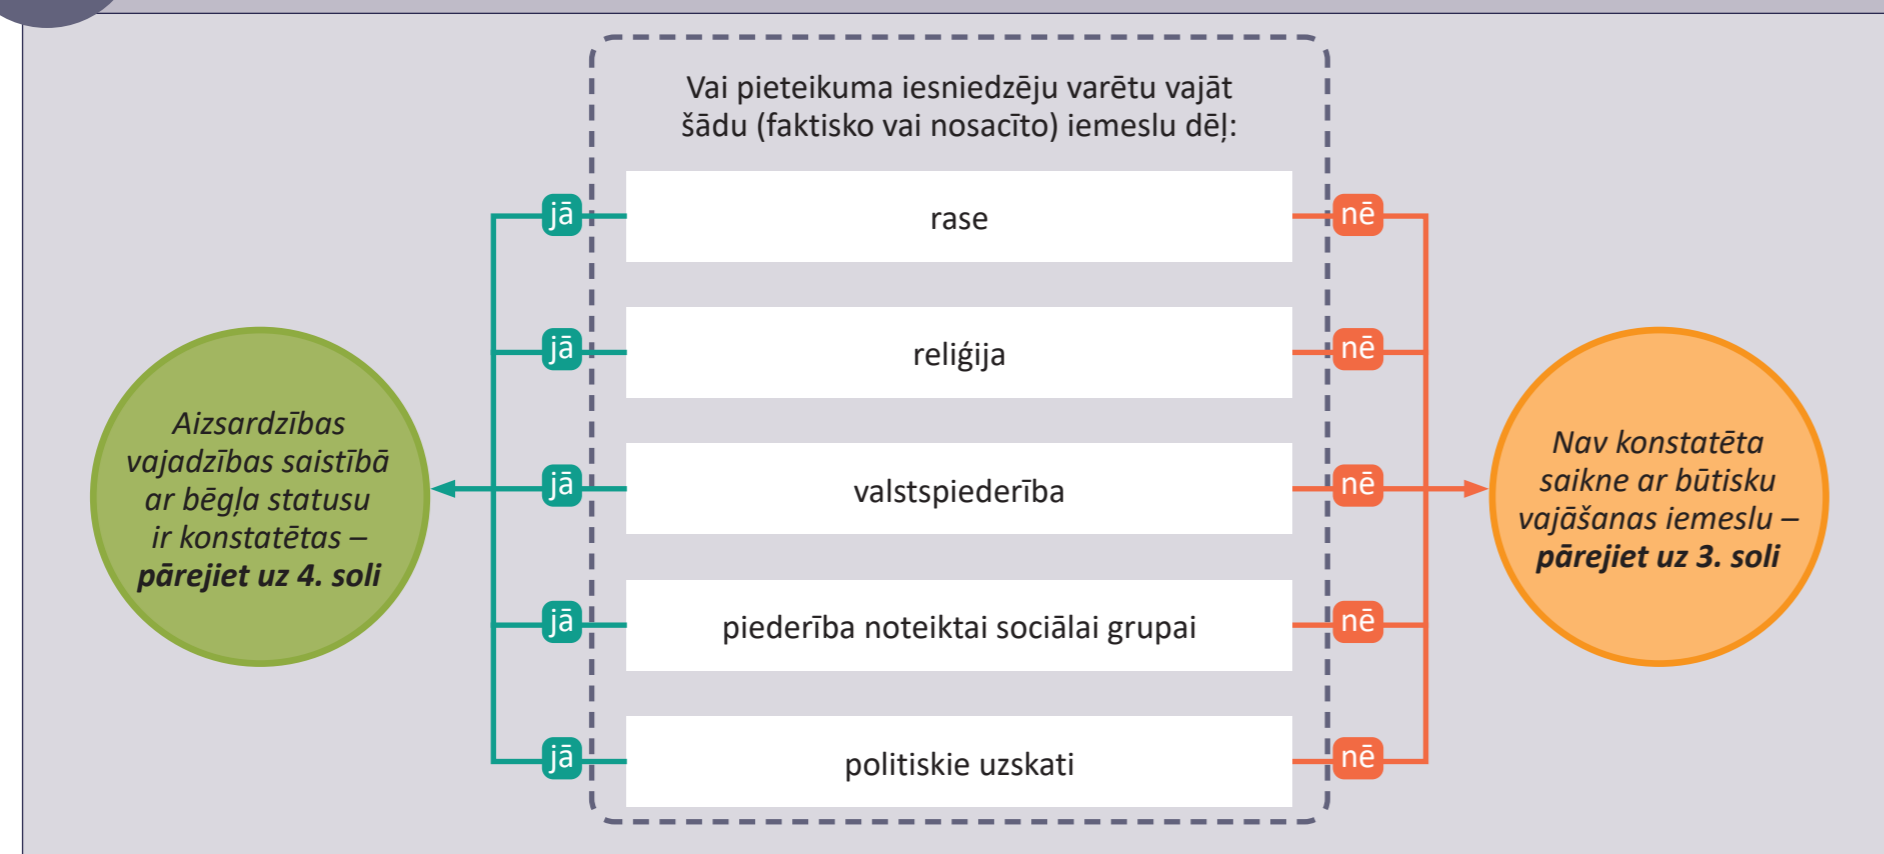 Vai pieteikuma iesniedzēju varētu vajāt
šādu (faktisko vai nosacīto) iemeslu dēļ:
jā
rase
nē
jā
reliģija
nē
Aizsardzības
vajadzības saistībā
ar bēgļa statusu
ir konstatētas –
pārejiet uz 4. soli
jā
valstspiederība
nē
Nav konstatēta
saikne ar būtisku
vajāšanas iemeslu –
pārejiet uz 3. soli
jā
piederība noteiktai sociālai grupai
nē
jā
politiskie uzskati
nē